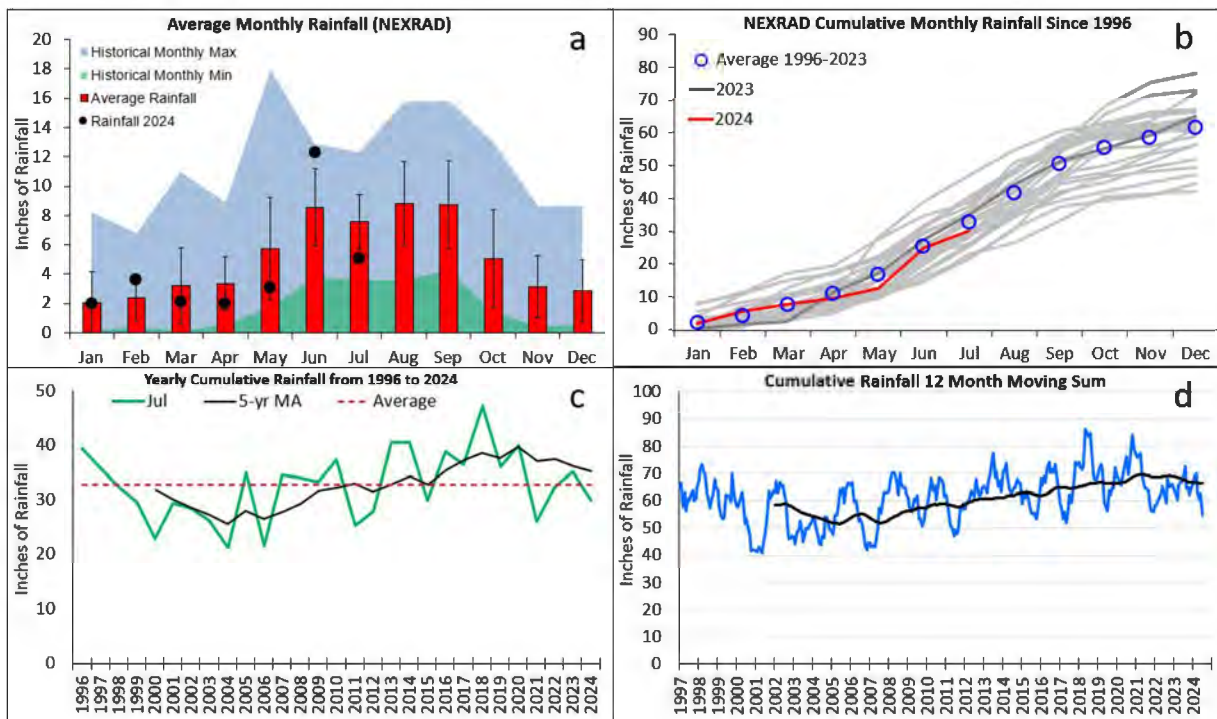 Average Monthly Rainfall (NEXRAD)
a
Historical Monthly Max
Historical Monthly Min
Average Rainfall
Rainfall 2024
Inches of Rainfall
20
18
16
14
12
10
8
6
4
2
0
Jan Feb Mar Apr May Jun Jul Aug Sep Oct Nov Dec
NEXRAD Cumulative Monthly Rainfall Since 1996
b
Average 1996-2023
2023
2024
Inches of Rainfall
90
80
70
60
50
40
30
20
10
0
Jan Feb Mar Apr May Jun Jul Aug Sep Oct Nov Dec
Yearly Cumulative Rainfall from 1996 to 2024
c
Jul 5-yr MA Average
Inches of Rainfall
50
40
30
20
10
0
1996 1997 1998 1999 2000 2001 2002 2003 2004 2005 2006 2007 2008 2009 2010 2011 2012 2013 2014 2015 2016 2017 2018 2019 2020 2021 2022 2023 2024
Cumulative Rainfall 12 Month Moving Sum
d
Inches of Rainfall
100
90
80
70
60
50
40
30
20
10
0
1997 1998 1999 2000 2001 2002 2003 2004 2005 2006 2007 2008 2009 2010 2011 2012 2013 2014 2015 2016 2017 2018 2019 2020 2021 2022 2023 2024